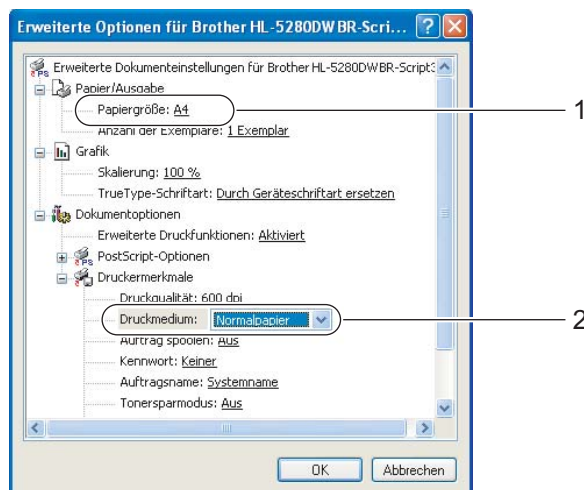 Erweiterte Optionen für Brother HL-5280DW BR-Scri...
Erweiterte Dokumenteinstellungen für Brother HL-5280DW BR-Script3
Papier/Ausgabe
Papiergröße: A4
1
Anzahl der Exemplare: 1 Exemplar
Grafik
Skalierung: 100 %
TrueType-Schriftart: Durch Geräteschriftart ersetzen
Dokumentoptionen
Erweiterte Druckfunktionen: Aktiviert
PS PostScript-Optionen
Druckermerkmale
Druckqualität: 600 dpi
Druckmedium: Normalpapier
2
Auftrag spoolen: Aus
Kennwort: Keiner
Auftragsname: Systemname
Tonersparmodus: Aus
OK Abbrechen